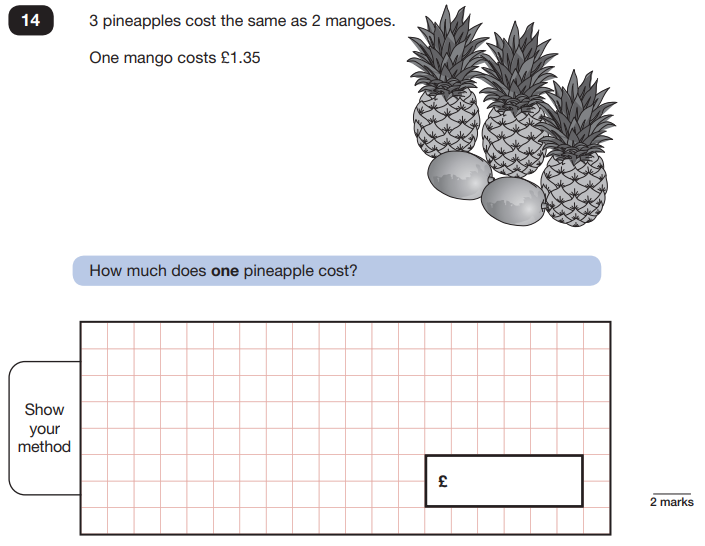 14
3 pineapples cost the same as 2 mangoes.
One mango costs £1.35
How much does one pineapple cost?
Show
your
method
£
2 marks